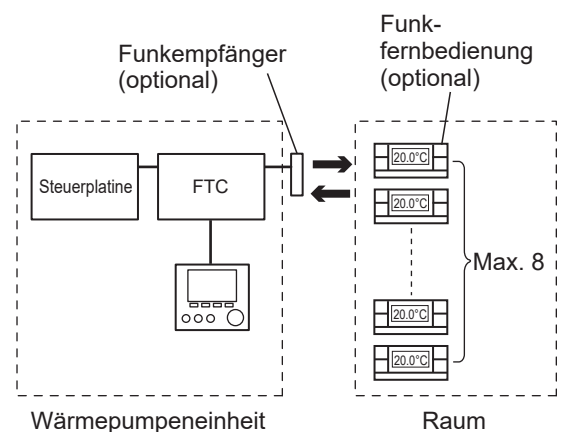 Funkempfänger
(optional)
Funk-
fernbedienung
(optional)
Steuerplatine
FTC
20.0°C
20.0°C
20.0°C
20.0°C
Max. 8
Wärmepumpeneinheit
Raum